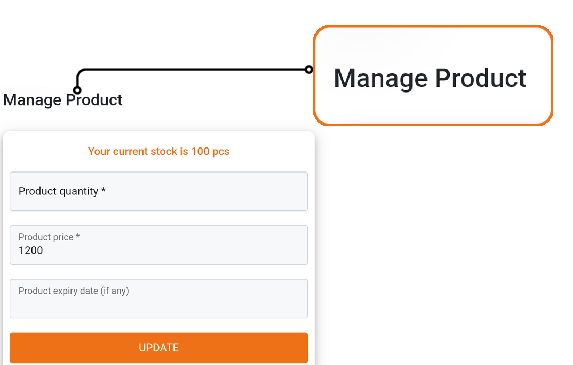 Manage Product
Manage Product
Your current stock is 100 pcs
Product quantity *
Product price *
1200
Product expiry date (if any)
UPDATE